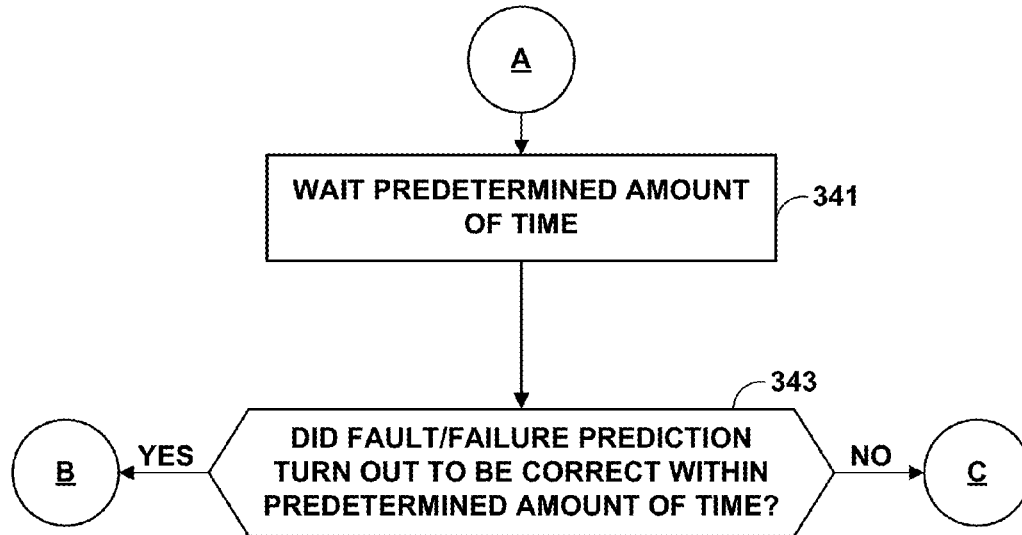 A
WAIT PREDETERMINED AMOUNT
OF TIME
341
343
DID FAULT/FAILURE PREDICTION
TURN OUT TO BE CORRECT WITHIN
PREDETERMINED AMOUNT OF TIME?
B
YES
NO
C